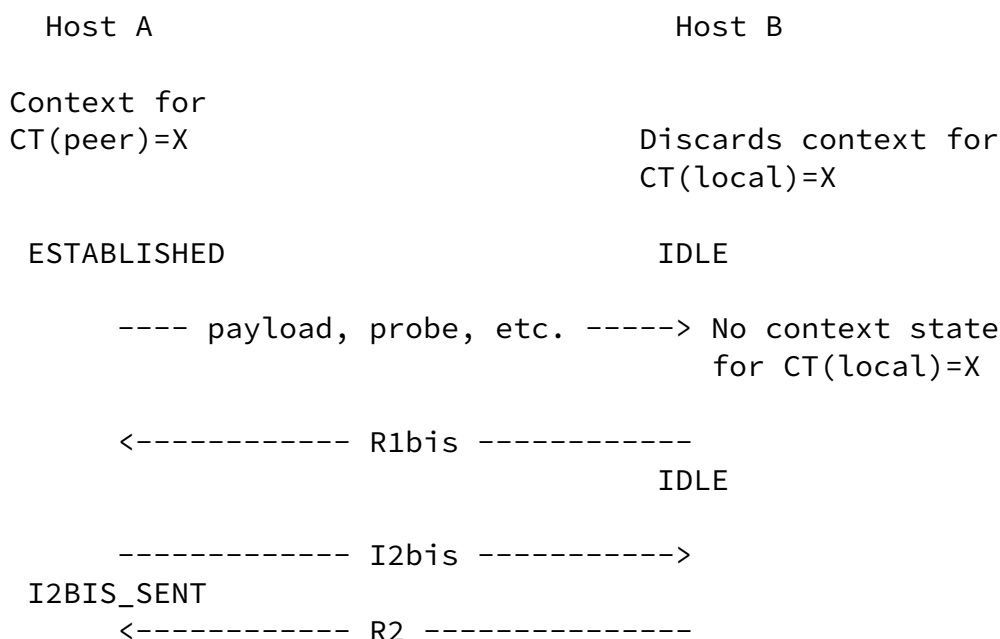 Host A                              Host B
Context for
CT(peer)=X                         Discards context for
                                   CT(local)=X
 ESTABLISHED                        IDLE
      ---- payload, probe, etc. -----> No context state
                                       for CT(local)=X
      <------------ R1bis ------------
                                    IDLE
      ------------- I2bis ----------->
 I2BIS_SENT
      <------------ R2 ---------------